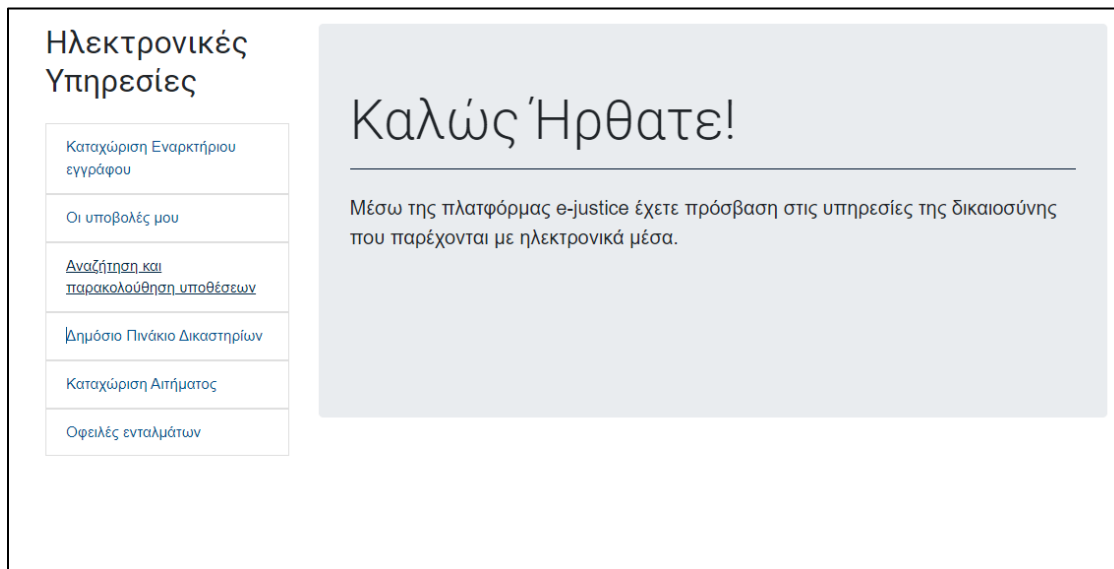 Ηλεκτρονικές
Υπηρεσίες
Καταχώριση Εναρκτήριου
εγγράφου
Οι υποβολές μου
Αναζήτηση και
παρακολούθηση υποθέσεων
Δημόσιο Πινάκιο Δικαστηρίων
Καταχώριση Αιτήματος
Οφειλές ενταλμάτων
Καλώς Ήρθατε!
Μέσω της πλατφόρμας e-justice έχετε πρόσβαση στις υπηρεσίες της δικαιοσύνης
που παρέχονται με ηλεκτρονικά μέσα.